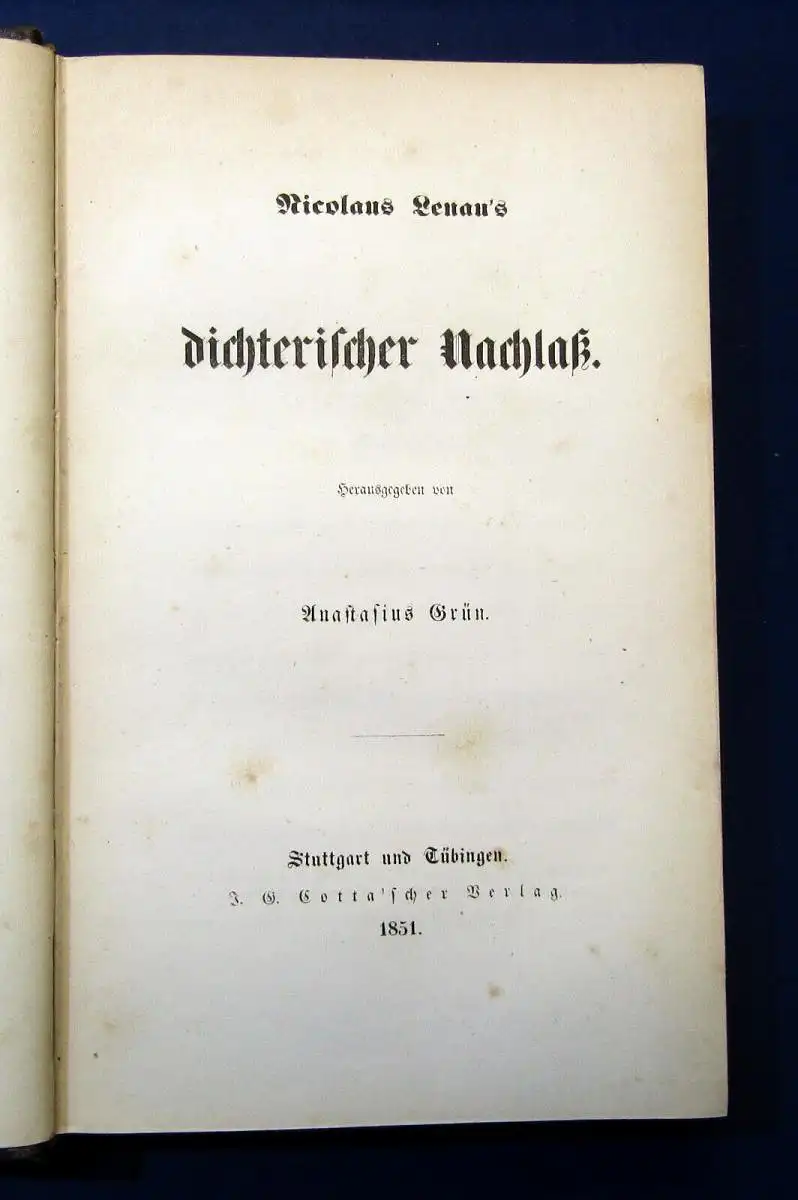 Nicolaus Lenau's
dichterischer Nachlaß.
Herausgegeben von
Anastasius Grün.
Stuttgart und Tübingen.
J. G. Cotta'scher Verlag.
1851.